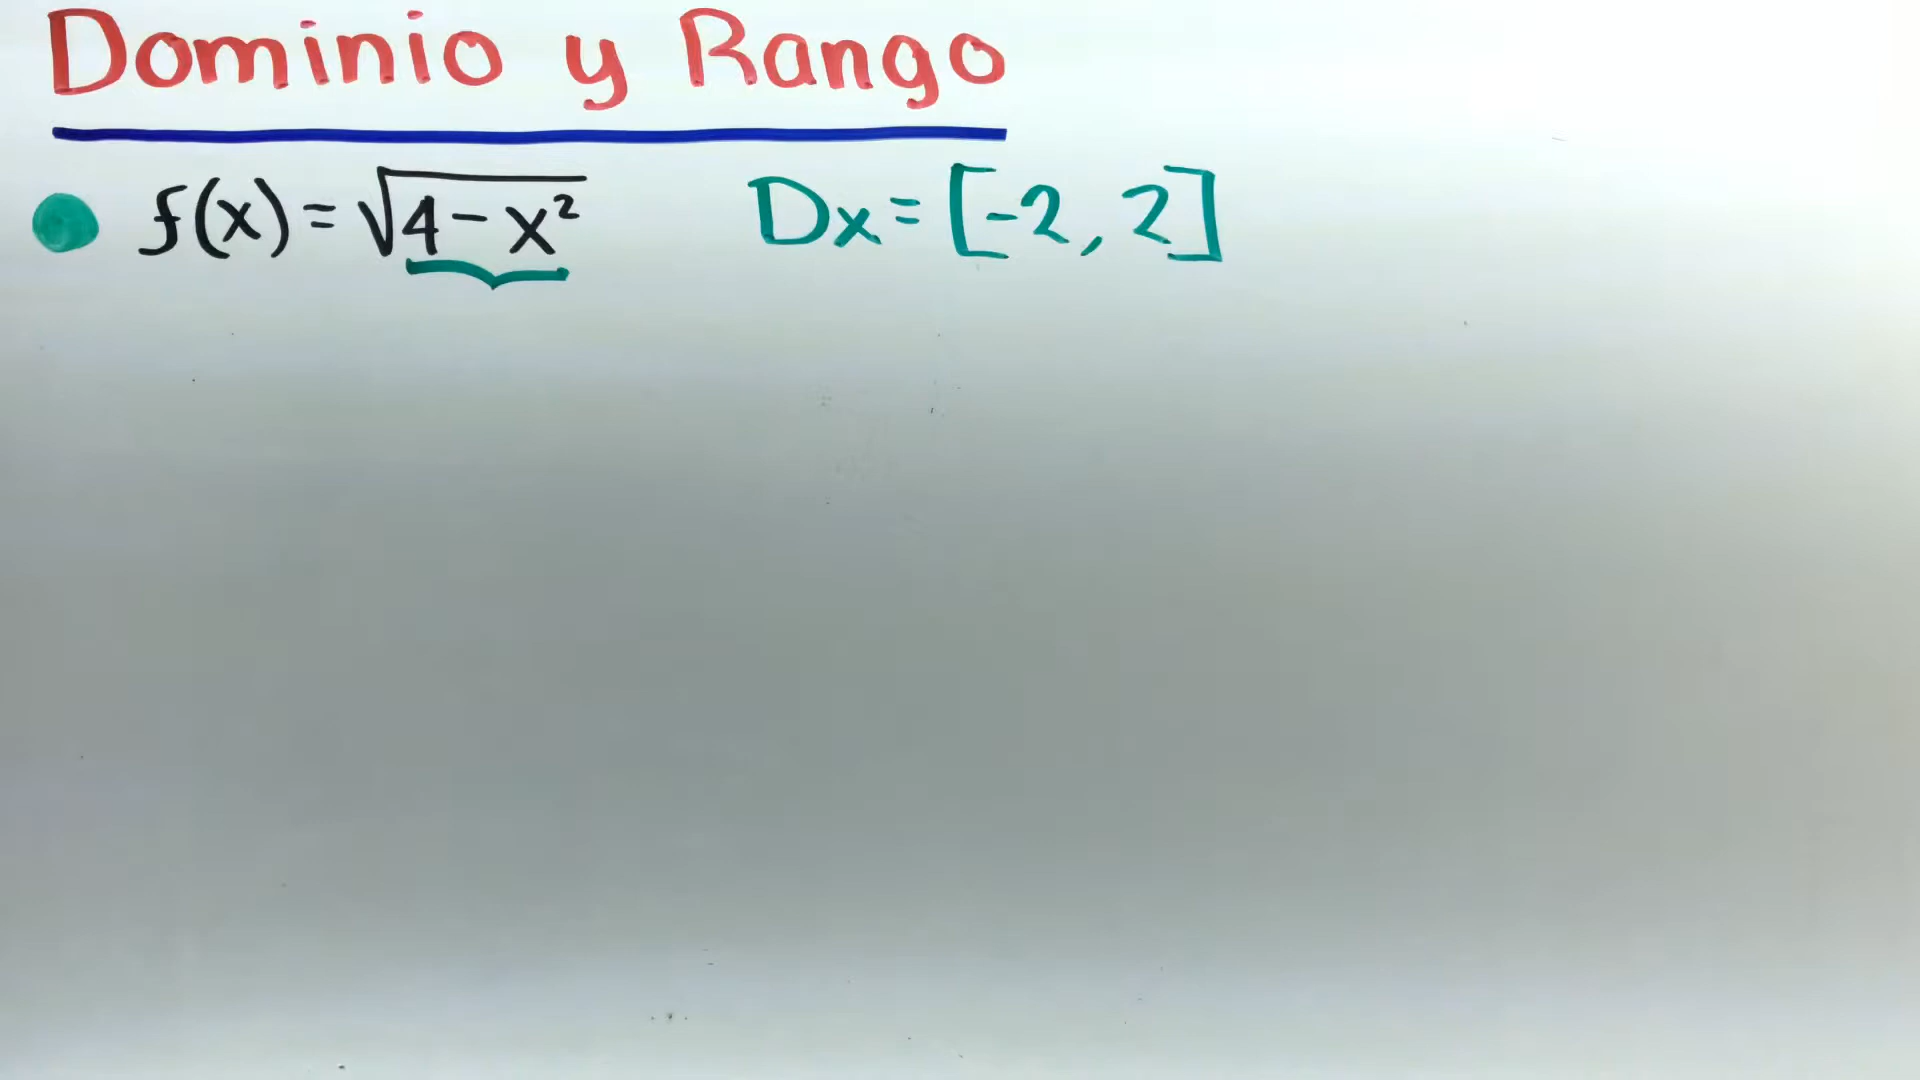 Dominio y Rango
f(x) = √4 - x²    Dx = [-2, 2]